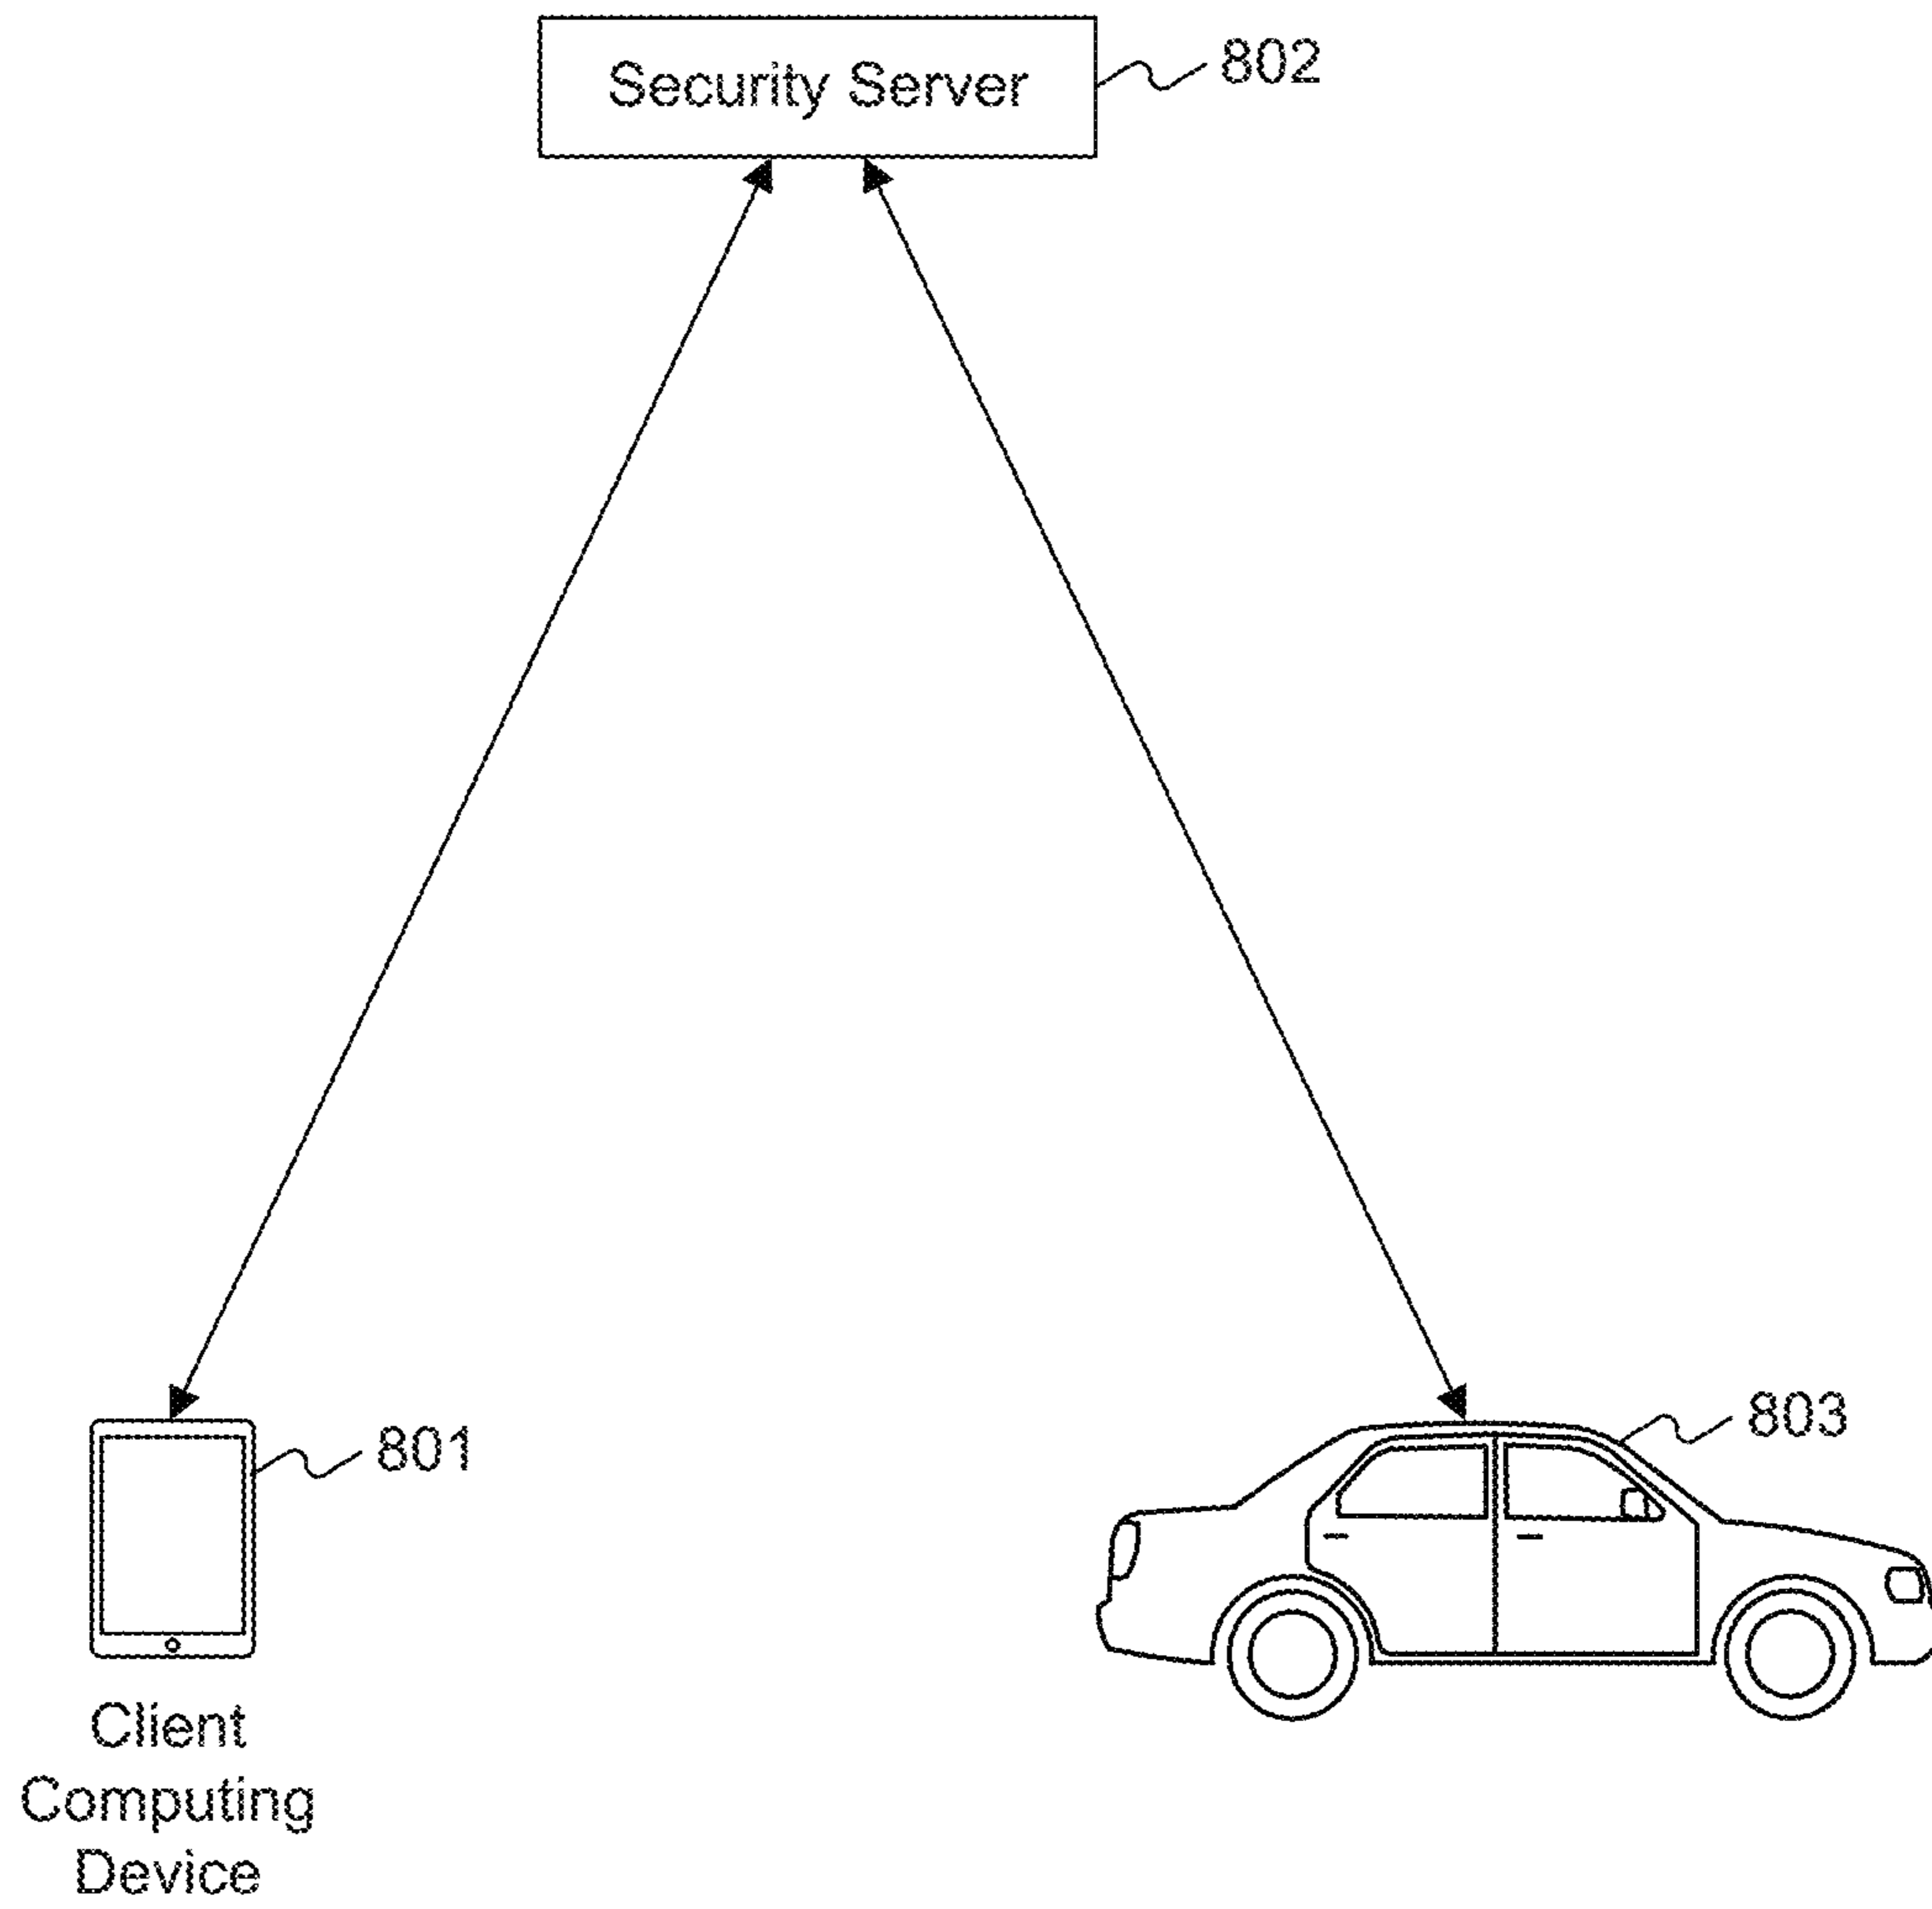 Security Server
802
801
803
Client
Computing
Device